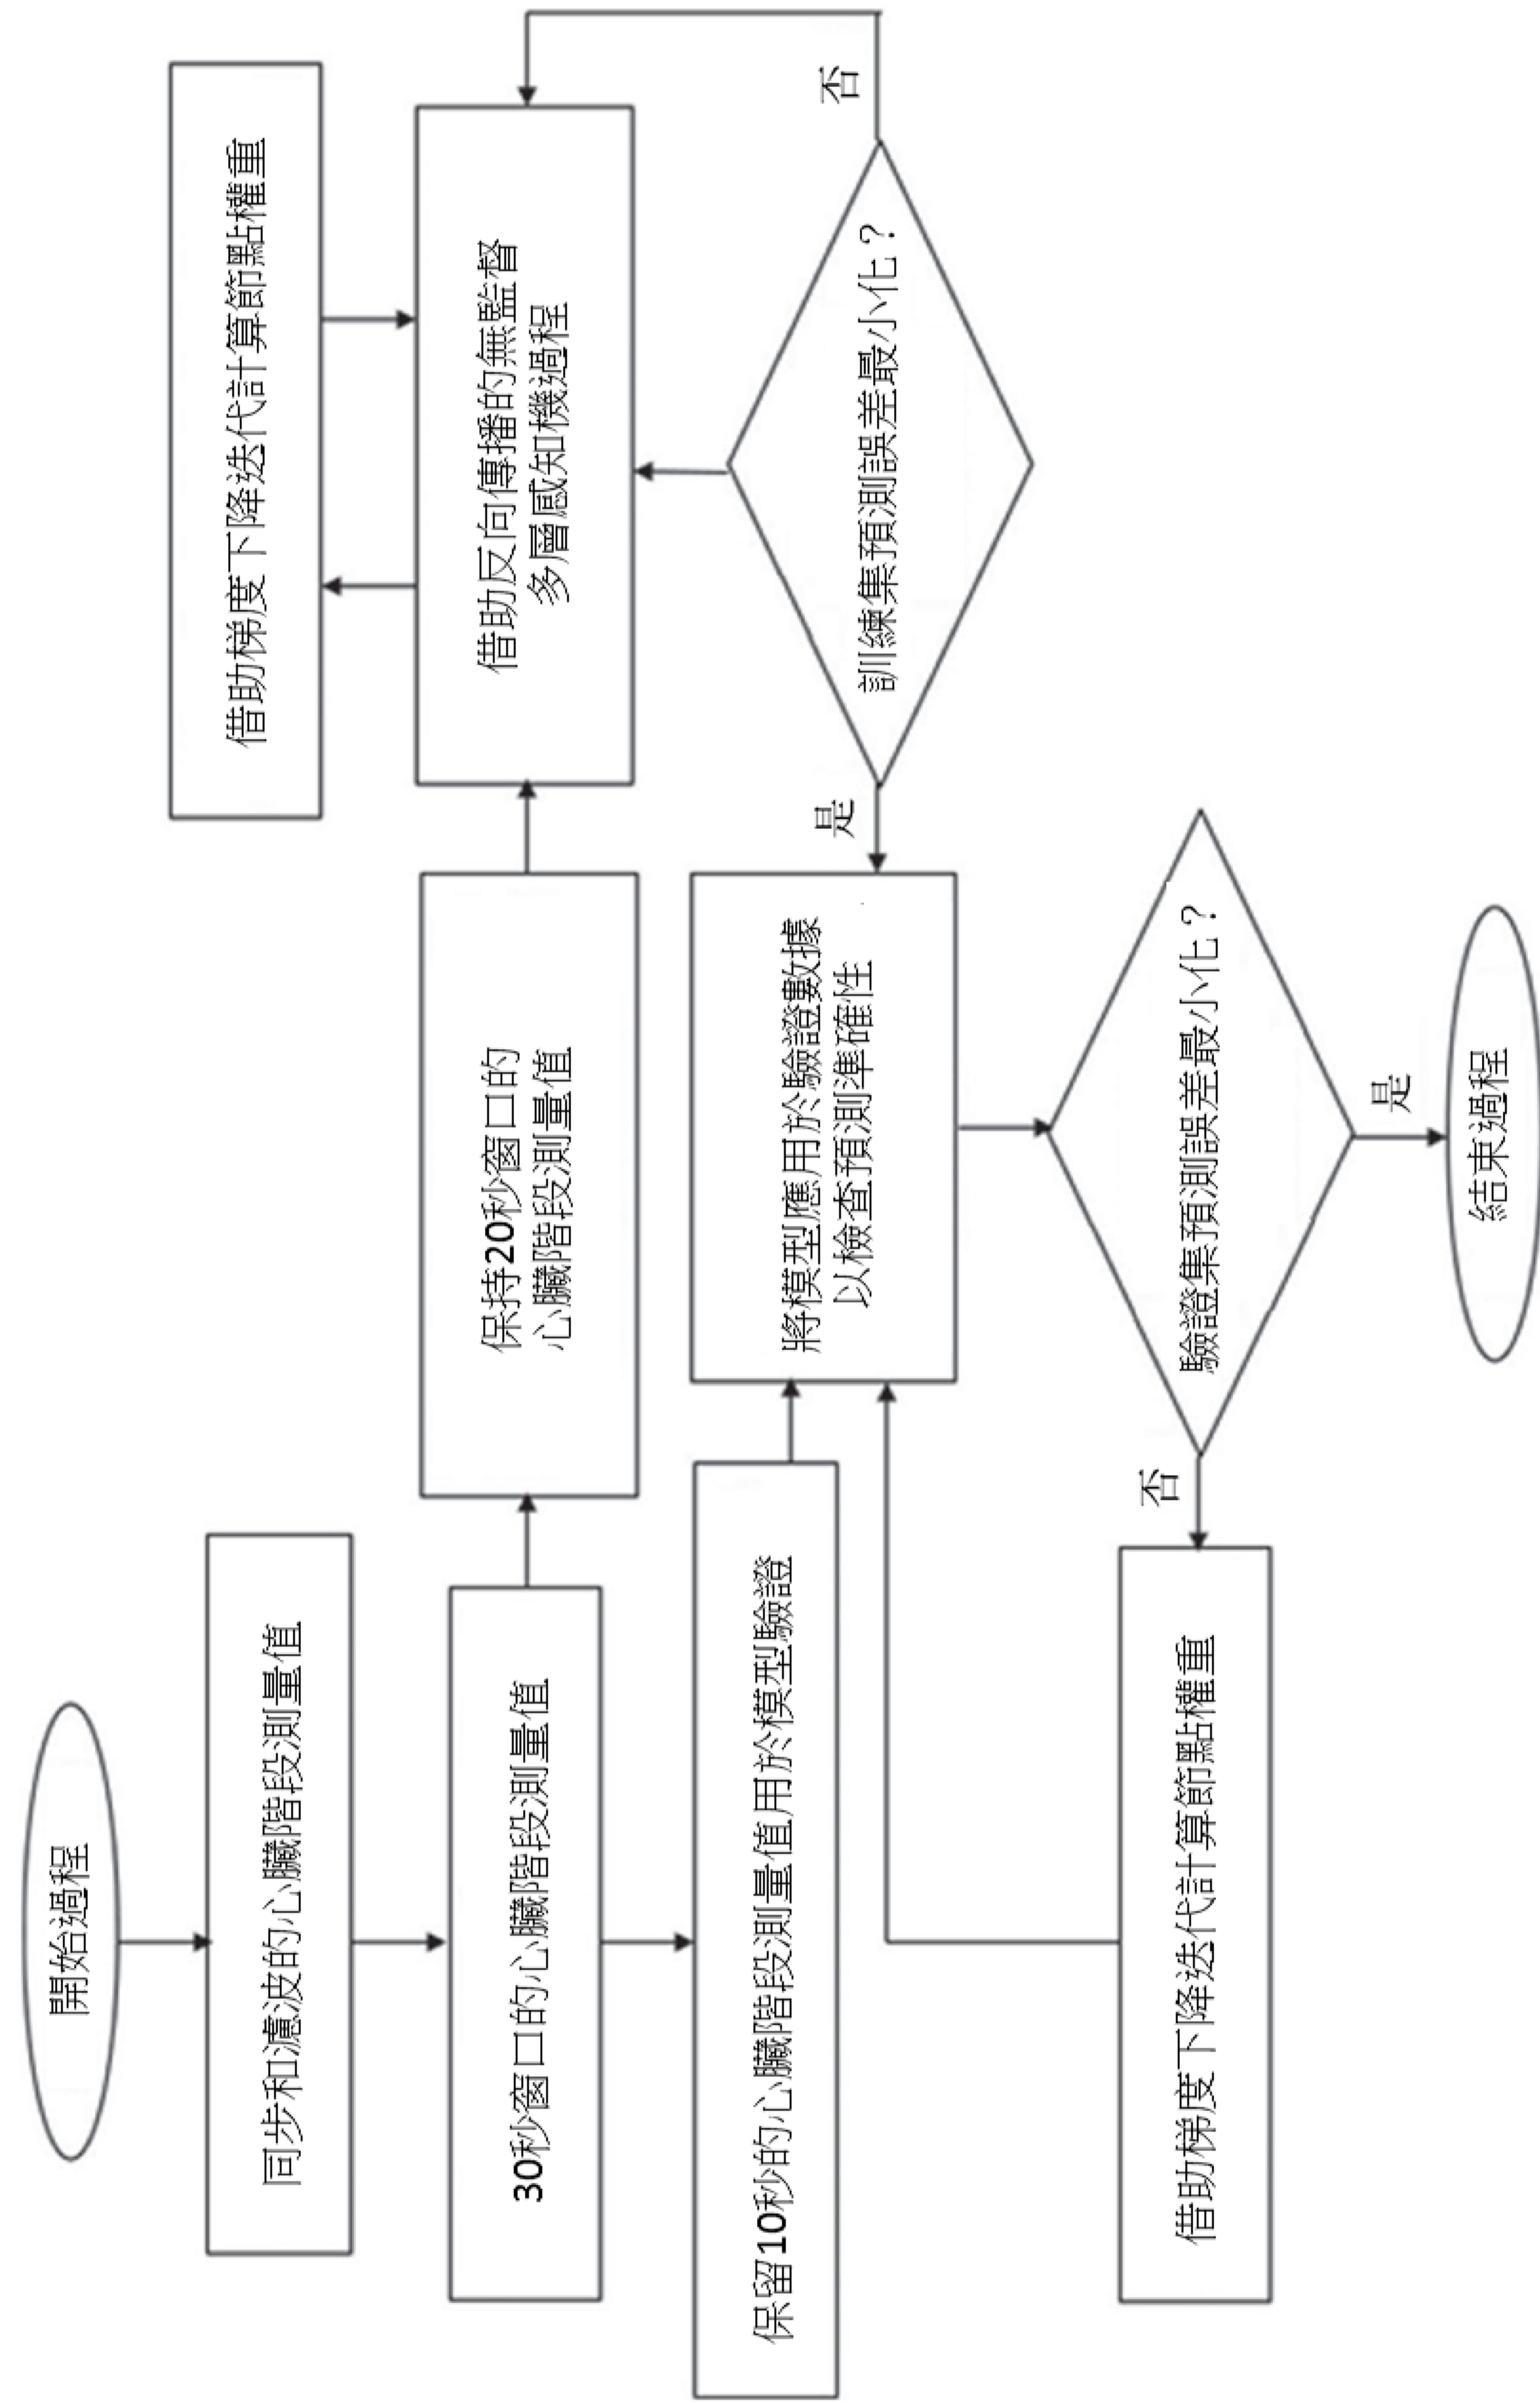 開始過程
同步和濾波的心臟階段測量值
30秒窗口的心臟階段測量值
保持20秒窗口的
心臟階段測量值
借助反向傳播的無監督
多層感知機過程
借助梯度下降迭代計算節點權重
保留10秒的心臟階段測量值用於模型驗證
將模型應用於驗證數據
以檢查預測準確性
是
訓練集預測誤差最小化？
否
借助梯度下降迭代計算節點權重
否
驗證集預測誤差最小化？
是
結束過程